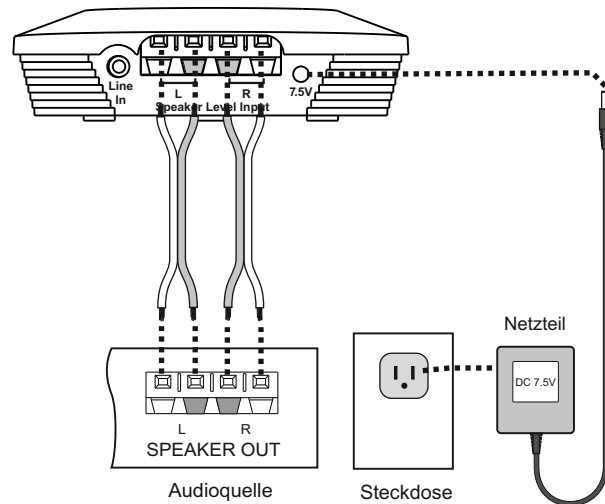 Line
In
L R
Speaker Level Input
7.5V
Netzteil
DC 7.5V
L R
SPEAKER OUT
Audioquelle
Steckdose